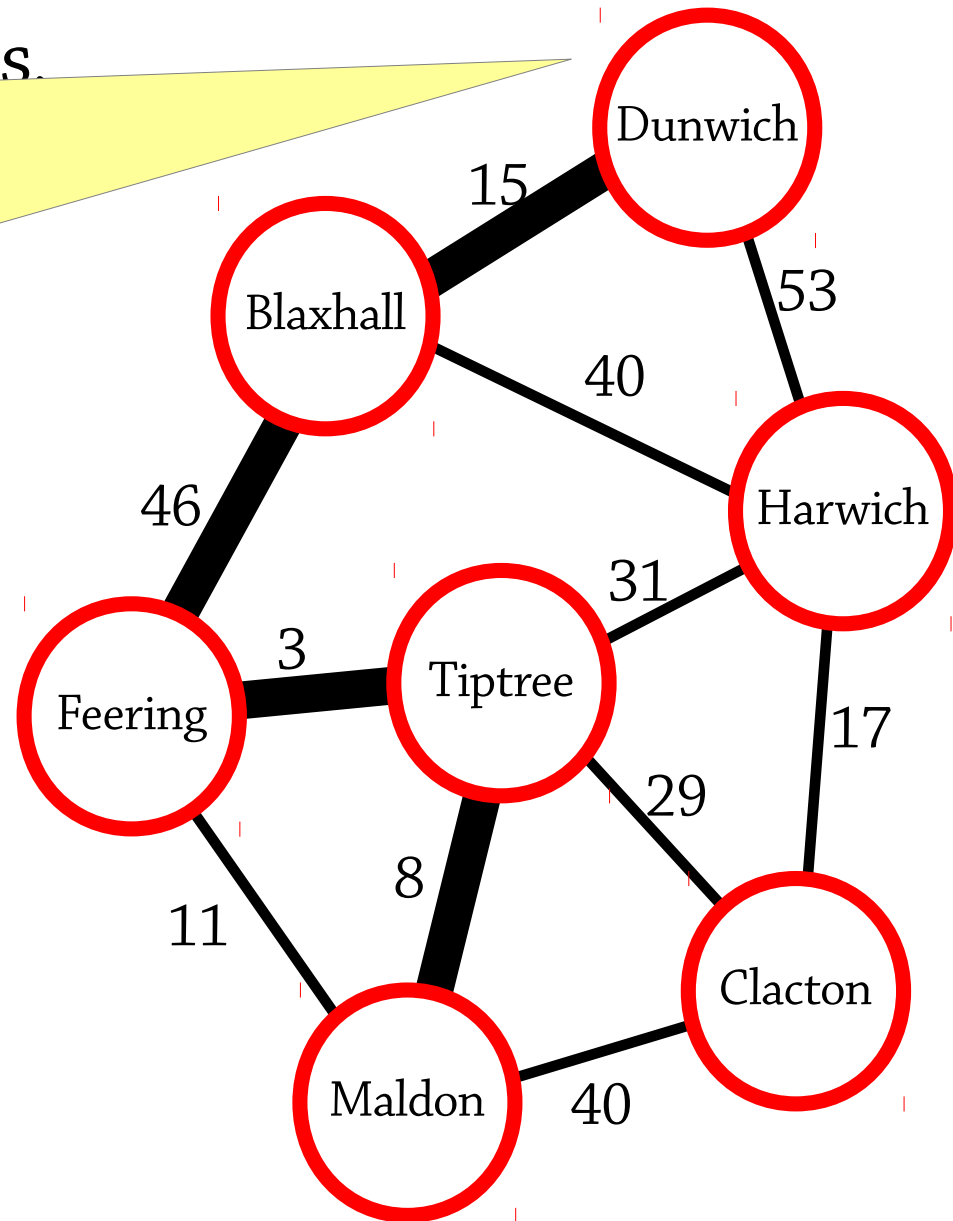 s.
Dunwich
15
53
Blaxhall
40
46
Harwich
31
3
Tiptree
Feering
17
29
8
11
Clacton
Maldon
40